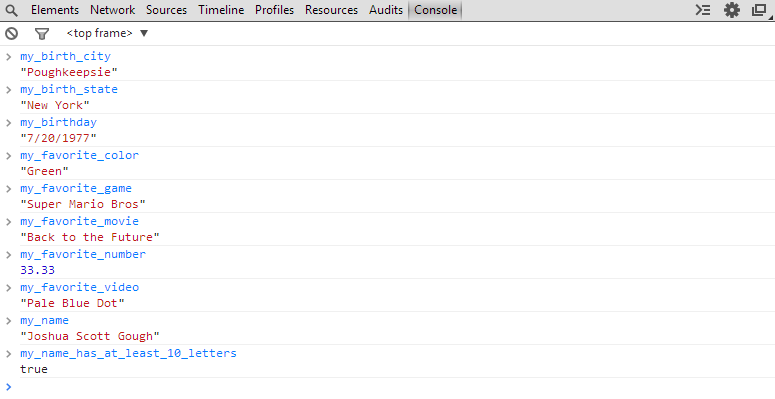 Elements Network Sources Timeline Profiles Resources Audits Console
<top frame> ▼
> my_birth_city
"Poughkeepsie"
> my_birth_state
"New York"
> my_birthday
"7/20/1977"
> my_favorite_color
"Green"
> my_favorite_game
"Super Mario Bros"
> my_favorite_movie
"Back to the Future"
> my_favorite_number
33.33
> my_favorite_video
"Pale Blue Dot"
> my_name
"Joshua Scott Gough"
> my_name_has_at_least_10_letters
true
>